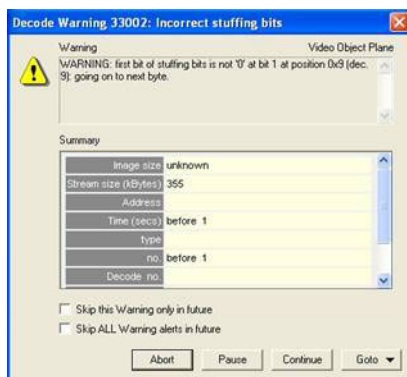 Decode Warning 33002: Incorrect stuffing bits
Warning Video Object Plane
WARNING: first bit of stuffing bits is not '0' at bit 1 at position 0x9 (dec.
9): going on to next byte.
Summary
Image size unknown
Stream size (kBytes) 355
Address
Time (secs) before 1
type
no. before 1
Decode no.
Skip this Warning only in future
Skip ALL Warning alerts in future
Abort Pause Continue Goto